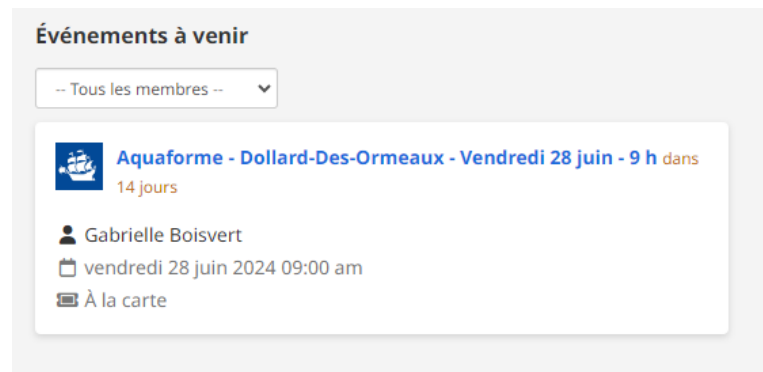 Événements à venir
-- Tous les membres --
Aquaforme - Dollard-Des-Ormeaux - Vendredi 28 juin - 9 h dans
14 jours
Gabrielle Boisvert
vendredi 28 juin 2024 09:00 am
À la carte